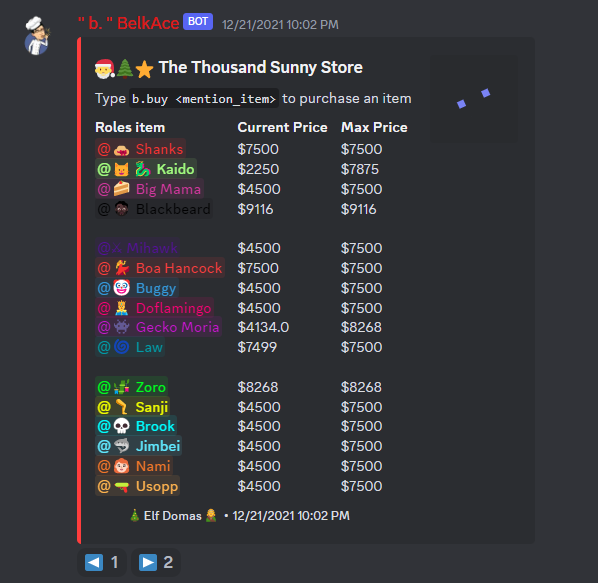 " b. " BelkAce BOT 12/21/2021 10:02 PM
The Thousand Sunny Store
Type b.buy <mention_item> to purchase an item
Roles item Current Price Max Price
@ Shanks $7500 $7500
@ Kaido $2250 $7875
@ Big Mama $4500 $7500
@ Blackbeard $9116 $9116
@ Mihawk $4500 $7500
@ Boa Hancock $7500 $7500
@ Buggy $4500 $7500
@ Doflamingo $4500 $7500
@ Gecko Moria $4134.0 $8268
@ Law $7499 $7500
@ Zoro $8268 $8268
@ Sanji $4500 $7500
@ Brook $4500 $7500
@ Jimbei $4500 $7500
@ Nami $4500 $7500
@ Usopp $4500 $7500
Elf Domas • 12/21/2021 10:02 PM
1 2